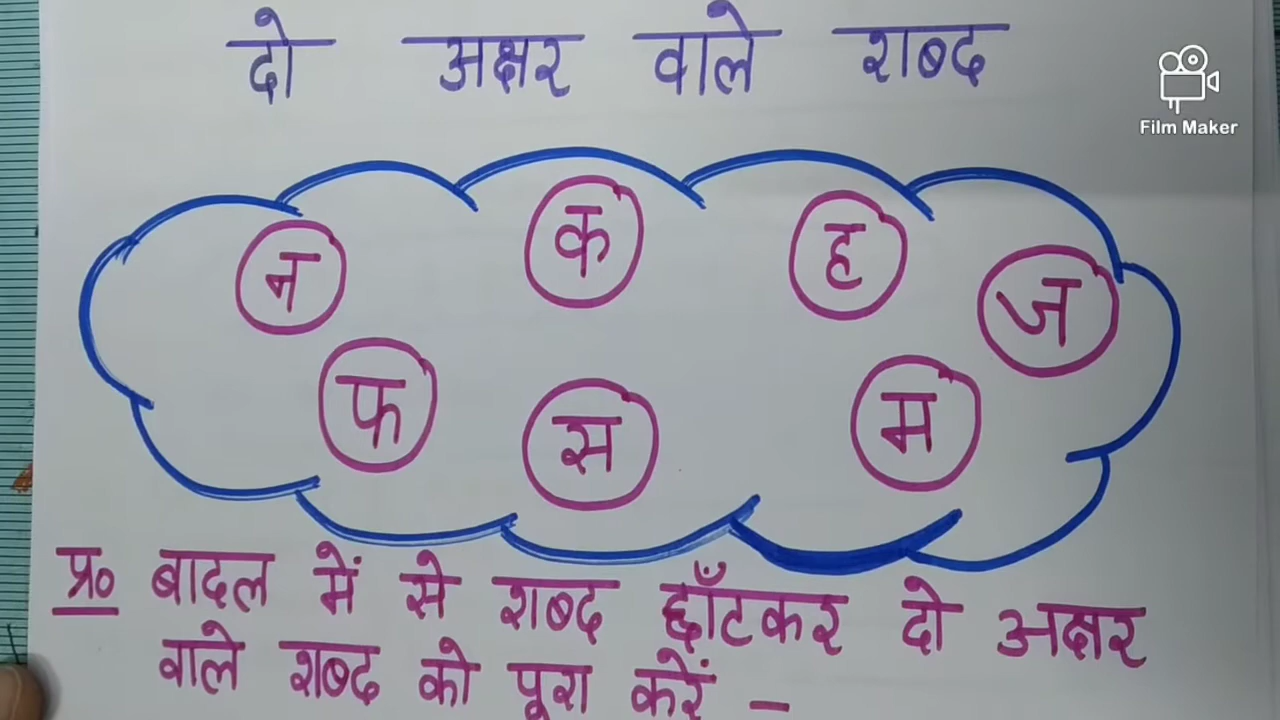 दो अक्षर वाले शब्द
Film Maker
न क ह ज
फ स म
प्र० बादल में से शब्द छाँटकर दो अक्षर
वाले शब्द को पूरा करें -